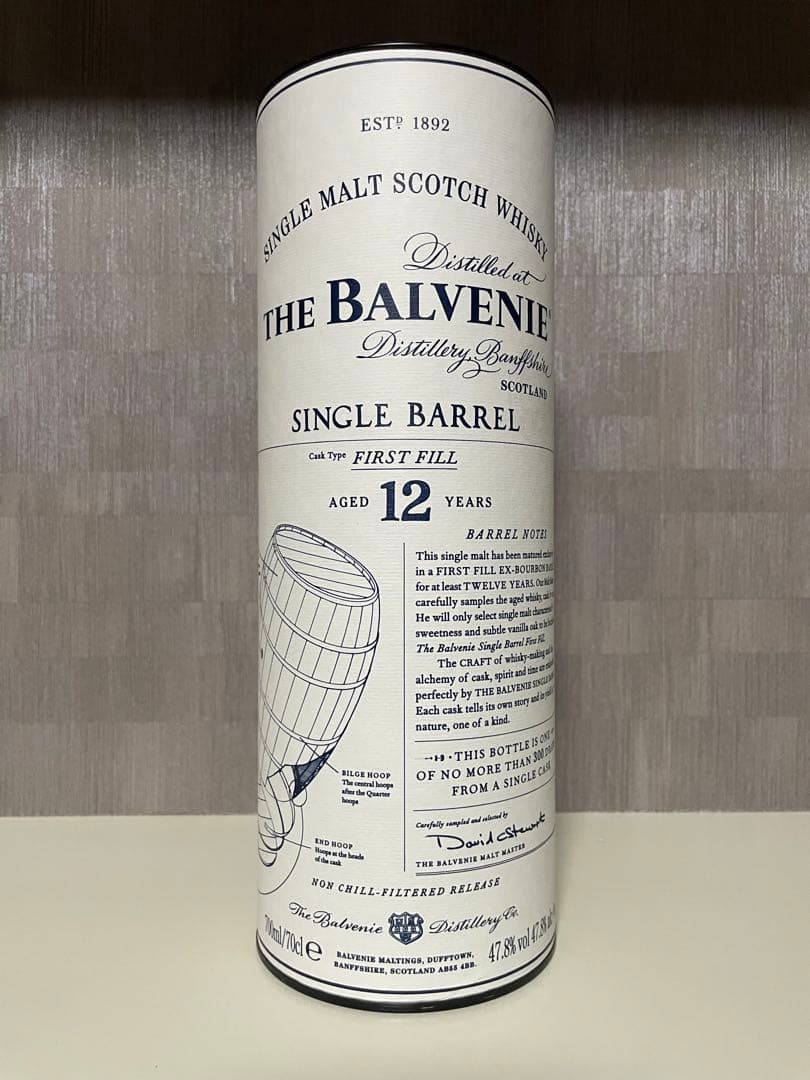 ESTD. 1892
SINGLE MALT SCOTCH WHISKY
Distilled at
THE BALVENIE
Distillery, Banffshire
SCOTLAND
SINGLE BARREL
Cask Type FIRST FILL
AGED 12 YEARS
BARREL NOTES
This single malt has been matured
in a FIRST FILL EX-BOURBON
for at least TWELVE YEARS. Our
carefully samples the aged whisky,
He will only select single malt
sweetness and subtle vanilla oak to be
The Balvenie Single Barrel First Fill.
The CRAFT of whisky-making
alchemy of cask, spirit and time are
perfectly by THE BALVENIE SINGLE
Each cask tells its own story and
nature, one of a kind.
THIS BOTTLE IS ONE
OF NO MORE THAN 300
FROM A SINGLE CASK
Carefully sampled and selected by
David Stewart
THE BALVENIE MALT MASTER
BILGE HOOP
The central hoops
after the Quarter
hoops
END HOOP
Hoops at the heads
of the cask
NON CHILL-FILTERED RELEASE
The Balvenie Distillery Co.
700ml/70cl e
BALVENIE MALTINGS, DUFFTOWN,
BANFFSHIRE, SCOTLAND AB55 4BB.
47.8% vol 47.8%